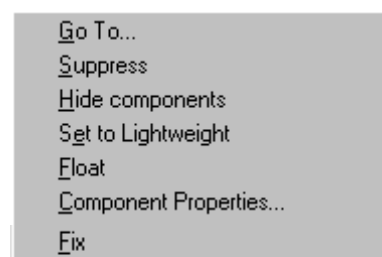 Go To...
Suppress
Hide components
Set to Lightweight
Float
Component Properties...
Fix